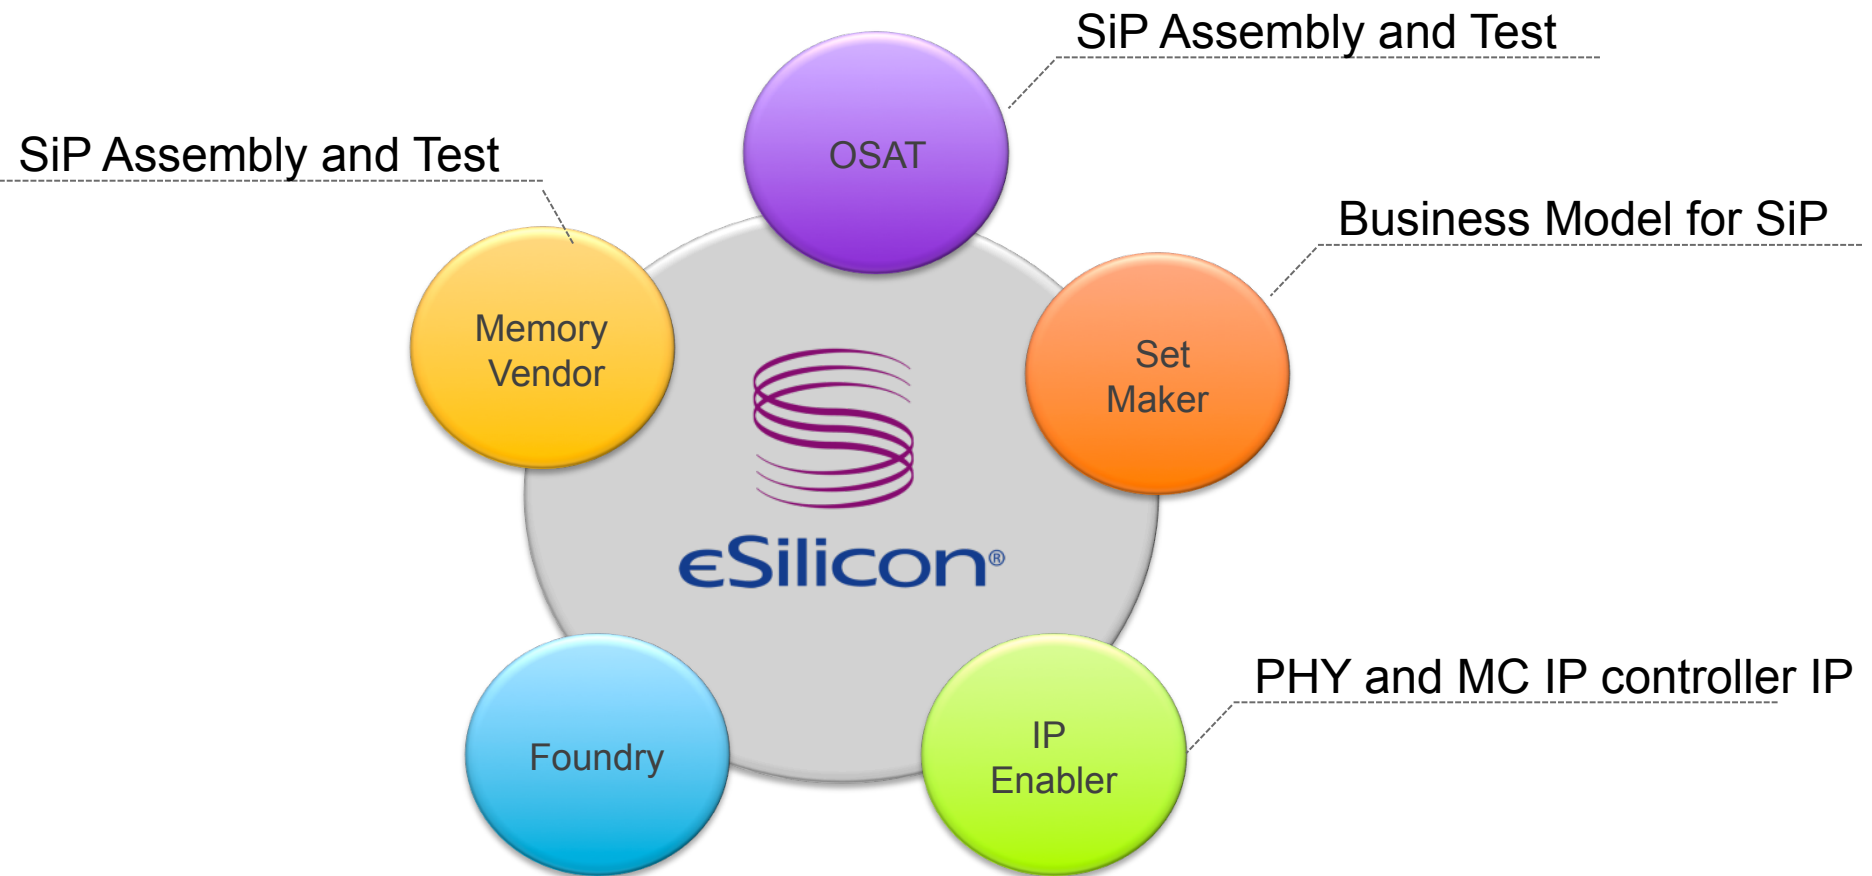 SiP Assembly and Test
OSAT
SiP Assembly and Test
Business Model for SiP
Memory
Vendor
Set
Maker
eSilicon®
PHY and MC IP controller IP
Foundry
IP
Enabler